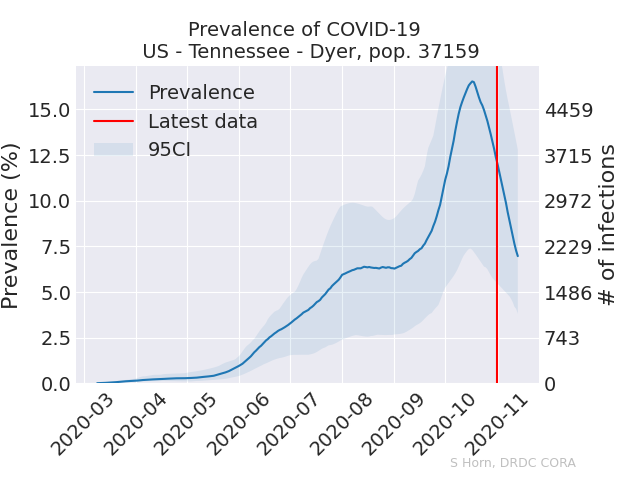 Prevalence of COVID-19
US - Tennessee - Dyer, pop. 37159
Prevalence
Latest data
95CI
Prevalence (%)
15.0
12.5
10.0
7.5
5.0
2.5
0.0
4459
3715
2972
2229
1486
743
0
# of infections
2020-03
2020-04
2020-05
2020-06
2020-07
2020-08
2020-09
2020-10
2020-11
S Horn, DRDC CORA